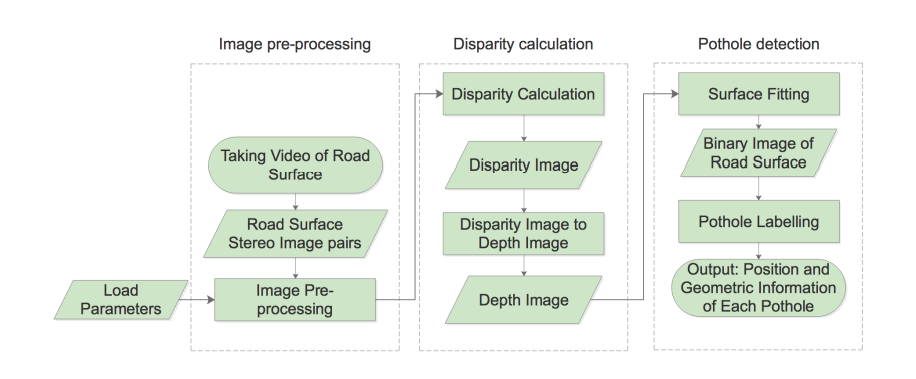 Image pre-processing
Disparity calculation
Pothole detection
Taking Video of Road
Surface
Road Surface
Stereo Image pairs
Load
Parameters
Image Pre-
processing
Disparity Calculation
Disparity Image
Disparity Image to
Depth Image
Depth Image
Surface Fitting
Binary Image of
Road Surface
Pothole Labelling
Output: Position and
Geometric Information
of Each Pothole